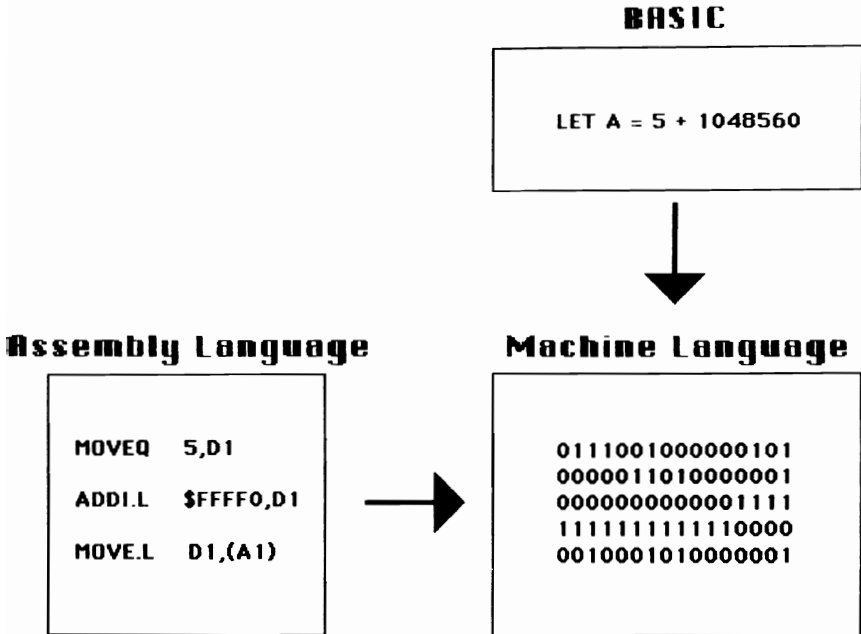 BASIC
LET A = 5 + 1048560
Assembly Language
MOVEQ 5,D1
ADDI.L $FFFF0,D1
MOVE.L D1,(A1)
Machine Language
0111001000000101
0000011010000001
0000000000001111
1111111111110000
0010001010000001